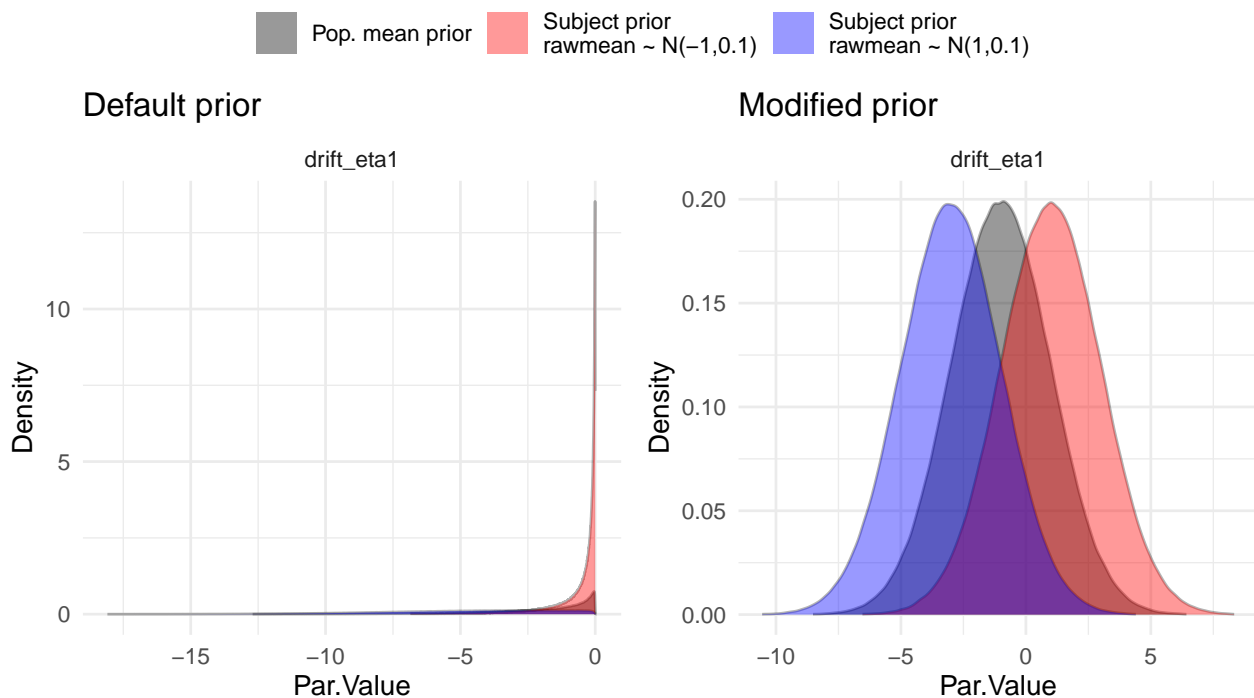 Pop. mean prior
Subject prior
rawmean ~ N(−1,0.1)
Subject prior
rawmean ~ N(1,0.1)
Default prior
drift_eta1
Density
10
5
0
−15
−10
−5
0
Par.Value
Modified prior
drift_eta1
Density
0.20
0.15
0.10
0.05
0.00
−10
−5
0
5
Par.Value